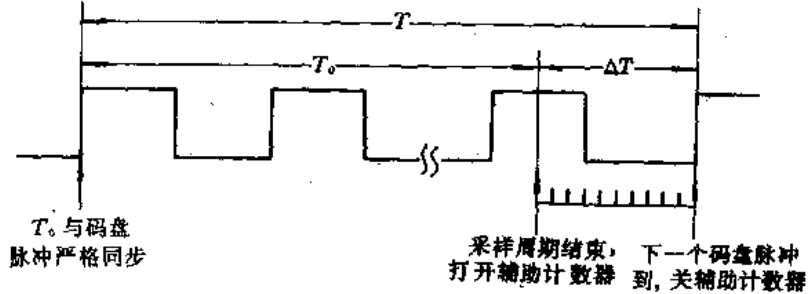 T
T₀
ΔT
T₀与码盘
脉冲严格同步
采样周期结束,
打开辅助计数器
下一个码盘脉冲
到,关辅助计数器